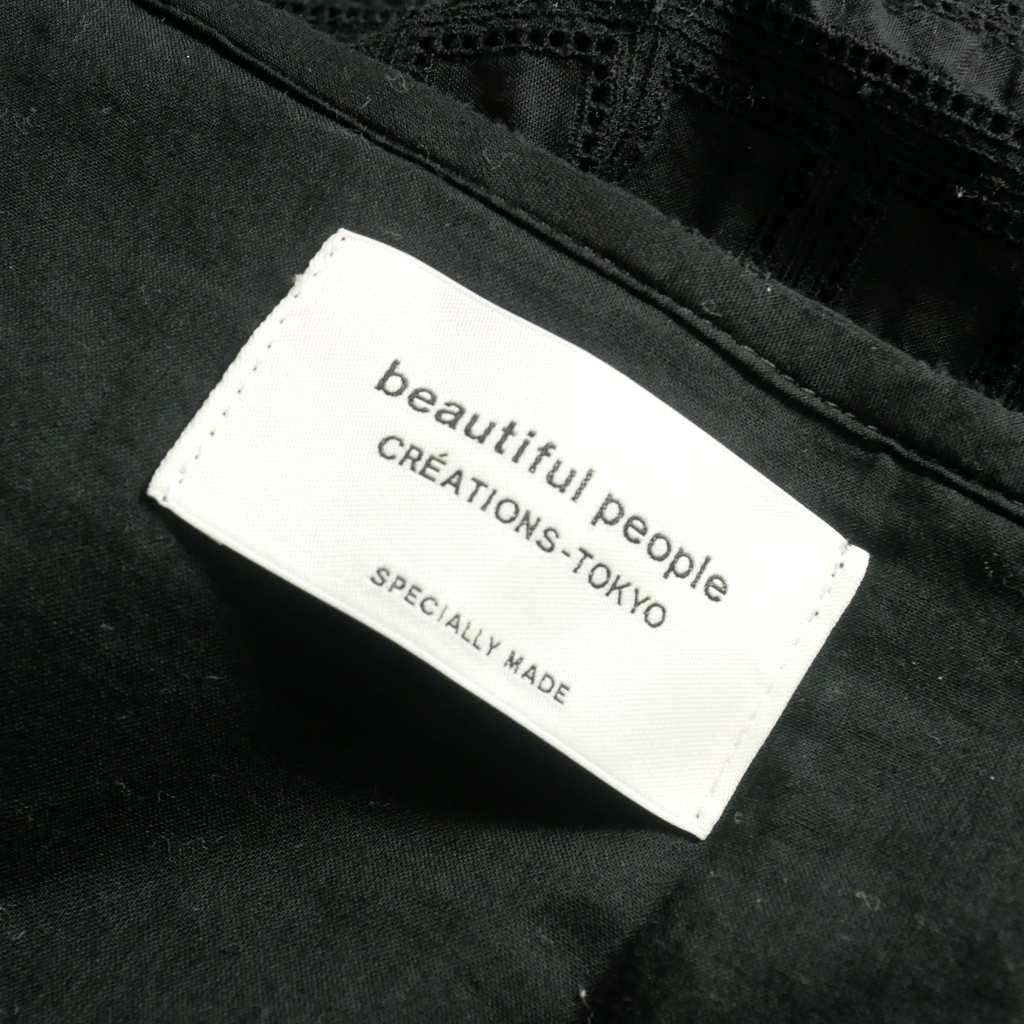 beautiful people
CRÉATIONS-TOKYO
SPECIALLY MADE